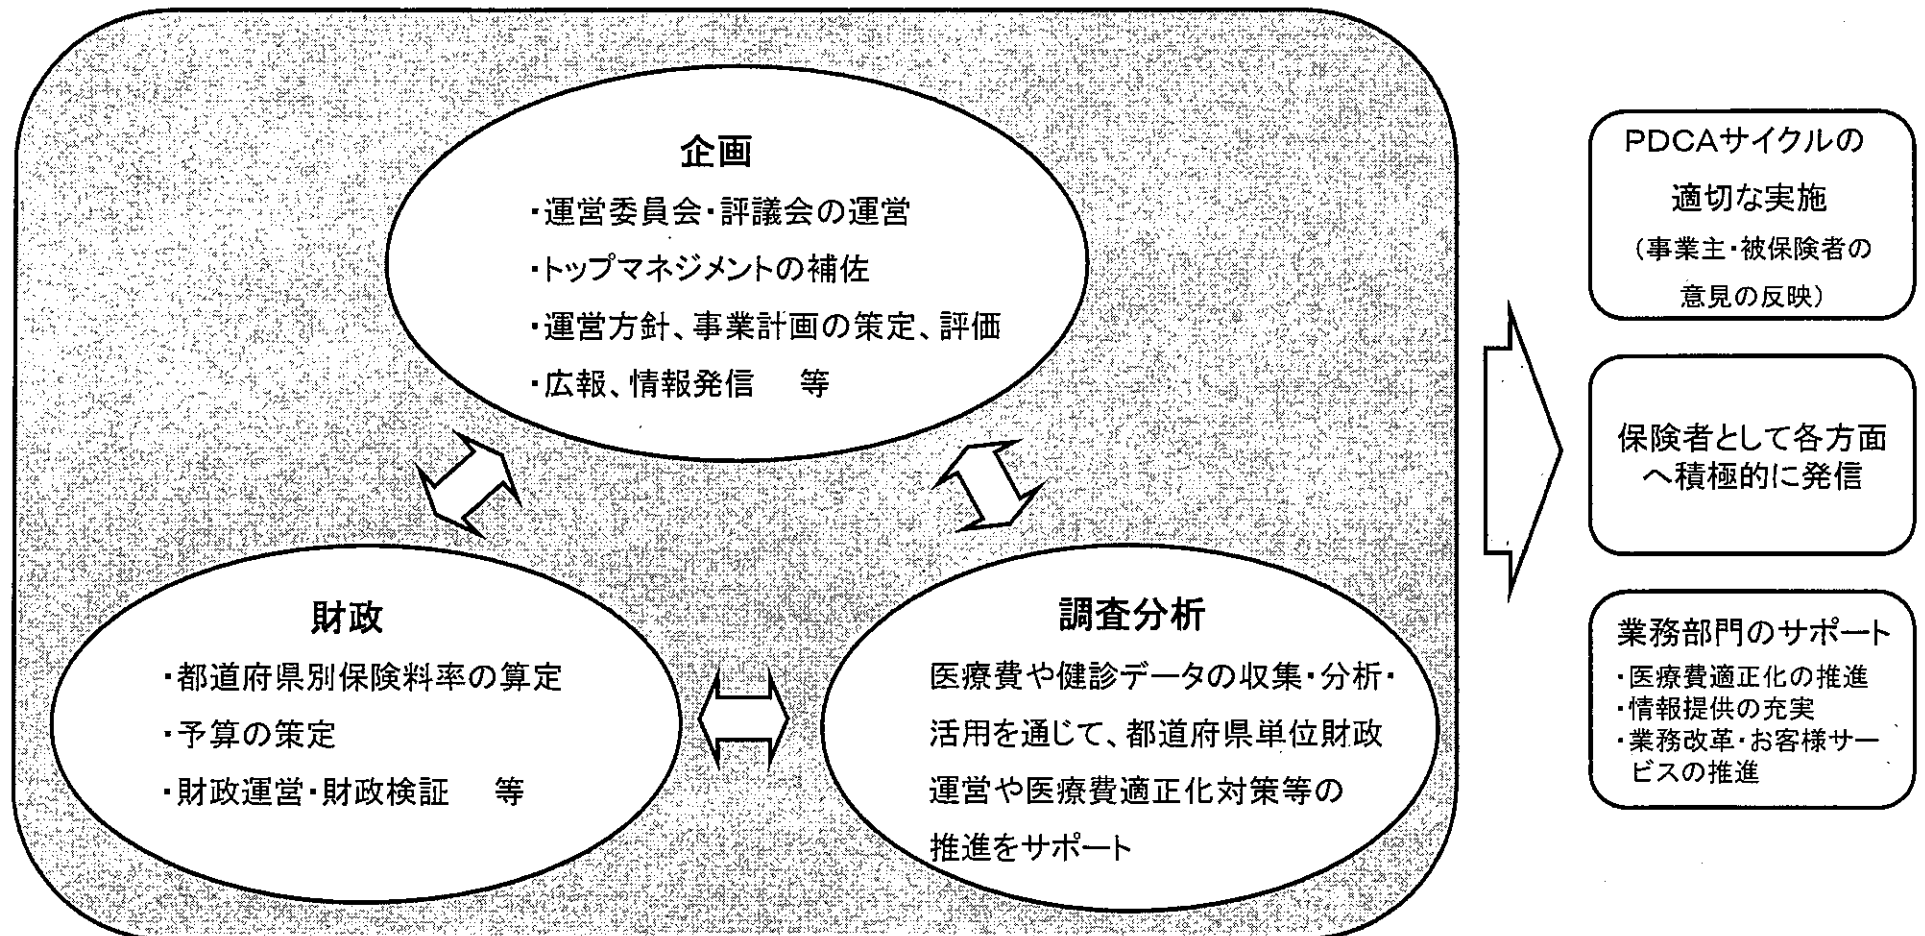 企画
・運営委員会・評議会の運営
・トップマネジメントの補佐
・運営方針、事業計画の策定、評価
・広報、情報発信　等
財政
・都道府県別保険料率の算定
・予算の策定
・財政運営・財政検証　等
調査分析
医療費や健診データの収集・分析・
活用を通じて、都道府県単位財政
運営や医療費適正化対策等の
推進をサポート
PDCAサイクルの
適切な実施
（事業主・被保険者の
意見の反映）
保険者として各方面
へ積極的に発信
業務部門のサポート
・医療費適正化の推進
・情報提供の充実
・業務改革・お客様サー
ビスの推進